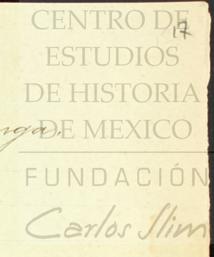 17
CENTRO DE
ESTUDIOS
DE HISTORIA
DE MEXICO
FUNDACIÓN
Carlos Slim